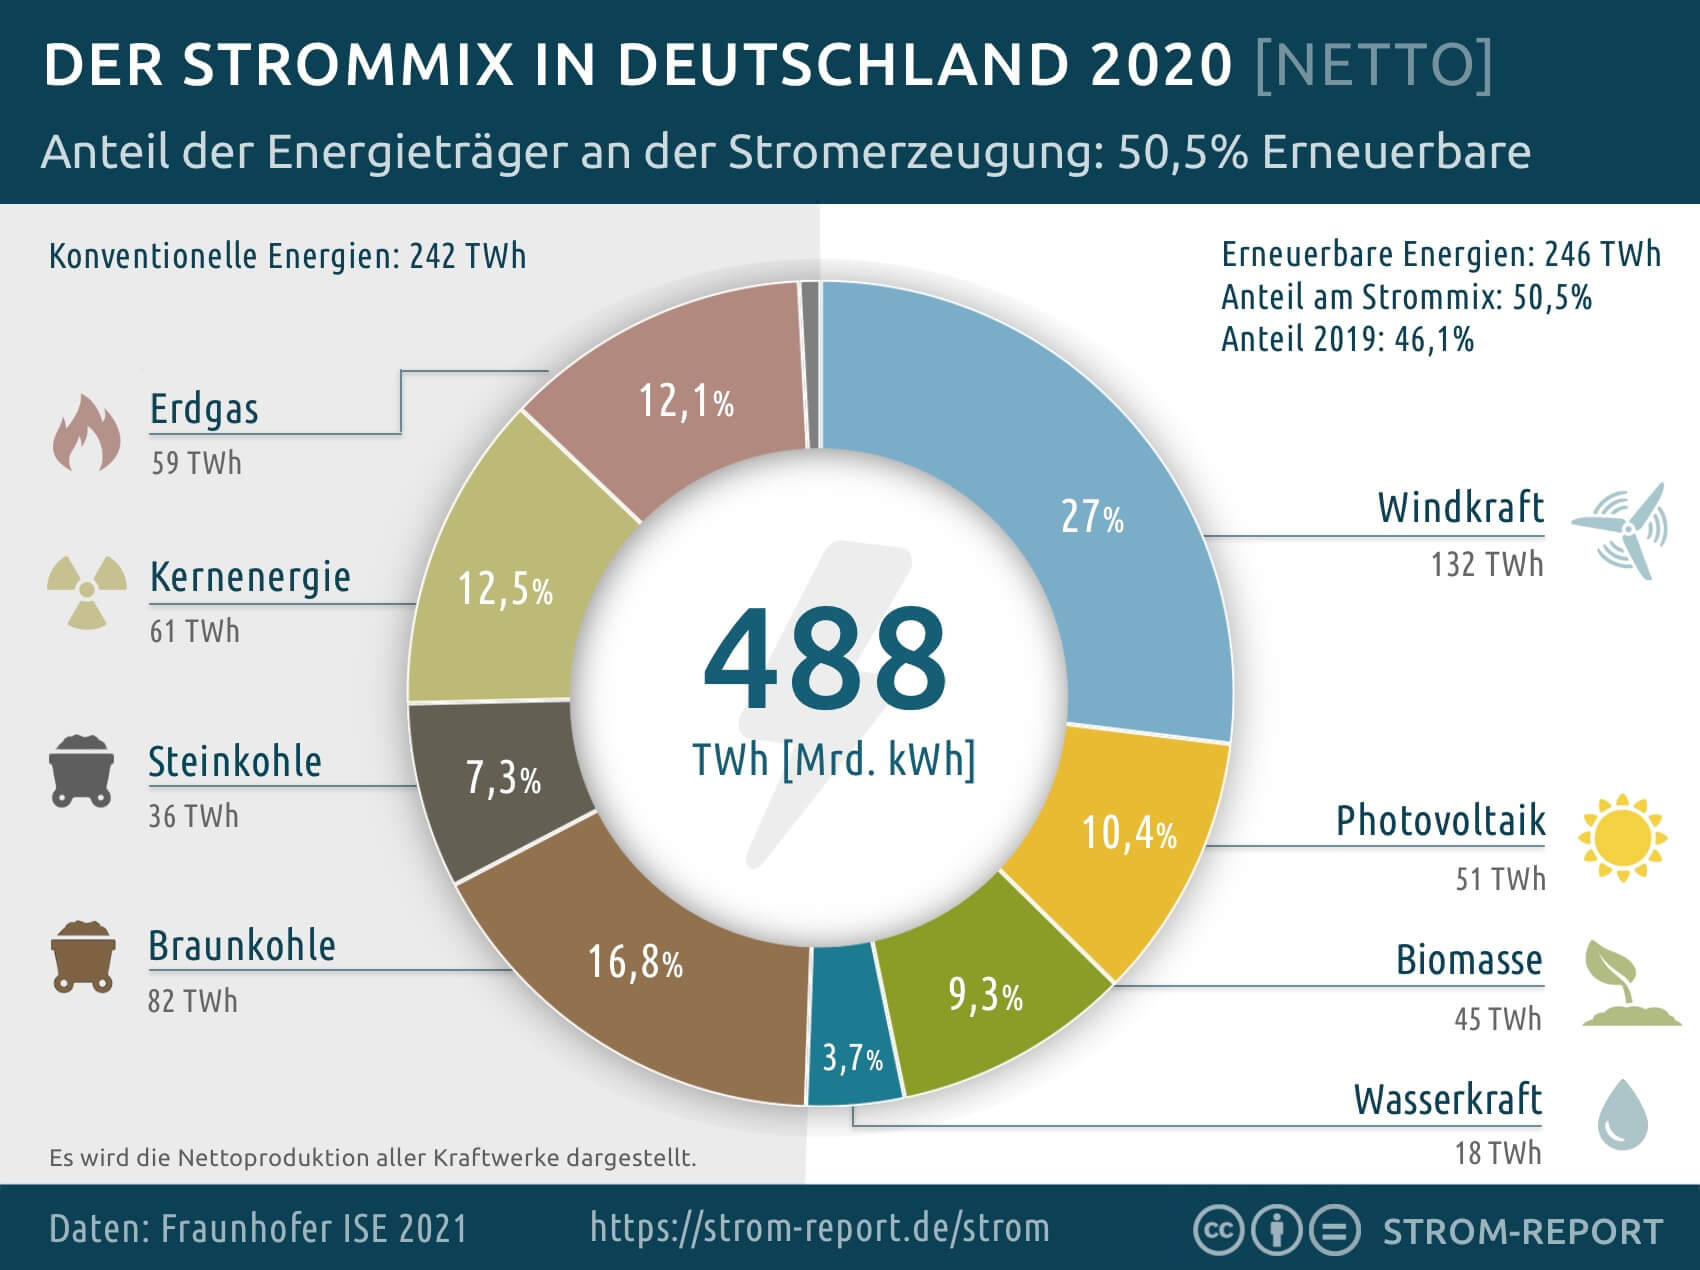 DER STROMMIX IN DEUTSCHLAND 2020 [NETTO]
Anteil der Energieträger an der Stromerzeugung: 50,5% Erneuerbare
Konventionelle Energien: 242 TWh
Erneuerbare Energien: 246 TWh
Anteil am Strommix: 50,5%
Anteil 2019: 46,1%
Erdgas
59 TWh
Kernenergie
61 TWh
Steinkohle
36 TWh
Braunkohle
82 TWh
12,1%
12,5%
7,3%
16,8%
27%
10,4%
9,3%
3,7%
488
TWh [Mrd. kWh]
Windkraft
132 TWh
Photovoltaik
51 TWh
Biomasse
45 TWh
Wasserkraft
18 TWh
Es wird die Nettoproduktion aller Kraftwerke dargestellt.
Daten: Fraunhofer ISE 2021
https://strom-report.de/strom
cc
STROM-REPORT